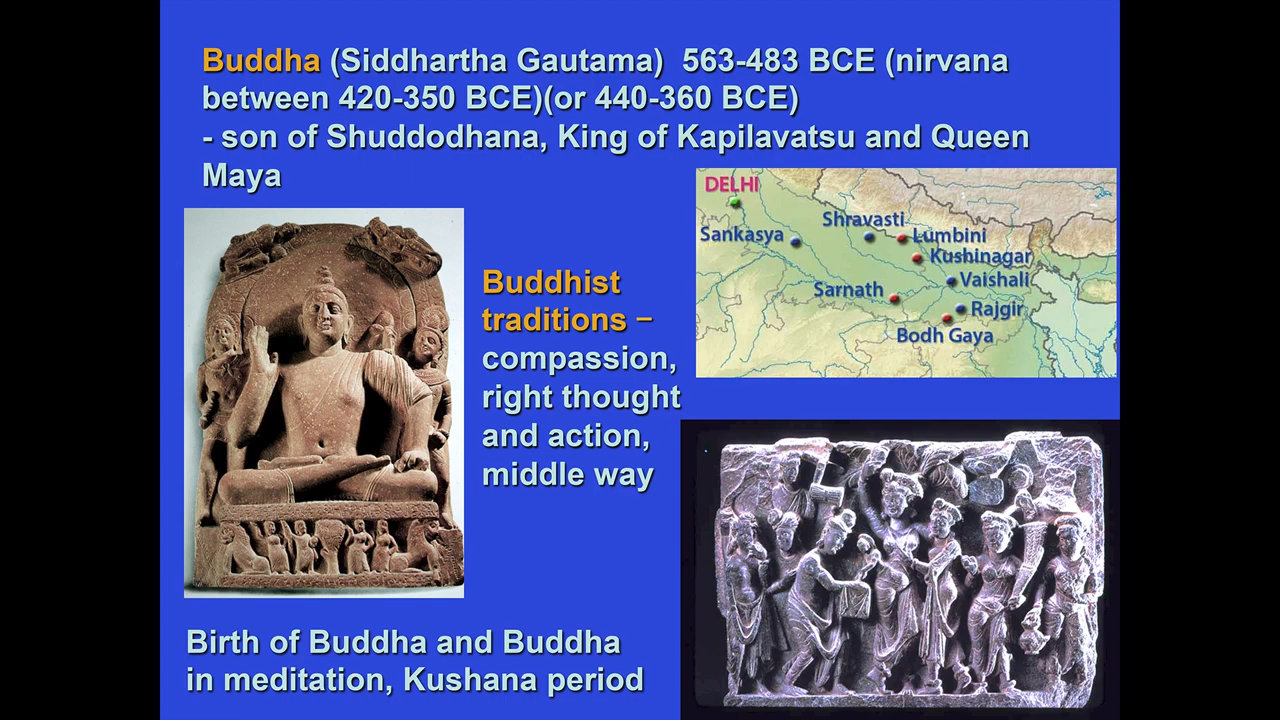 Buddha (Siddhartha Gautama)  563-483 BCE (nirvana
between 420-350 BCE)(or 440-360 BCE)
- son of Shuddodhana, King of Kapilavatsu and Queen
Maya
DELHI
Shravasti
Sankasya
Lumbini
Kushinagar
Vaishali
Sarnath
Rajgir
Bodh Gaya
Buddhist
traditions –
compassion,
right thought
and action,
middle way
Birth of Buddha and Buddha
in meditation, Kushana period